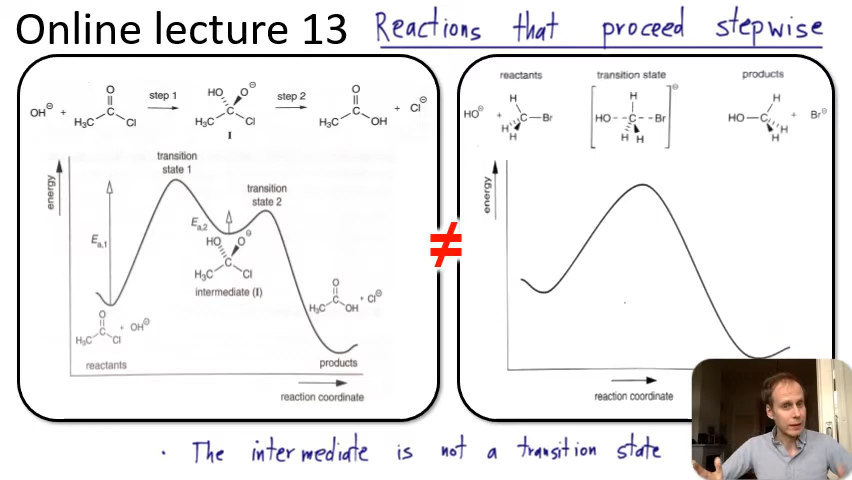 Online lecture 13 Reactions that proceed stepwise
O HO O⊖ O
OH⊖ + H₃C C Cl step 1 H₃C C Cl step 2 H₃C C OH + Cl⊖
I
energy
transition state 1
transition state 2
Eₐ,₁
Eₐ,₂
HO O⊖
H₃C C Cl
intermediate (I)
O
H₃C C OH + Cl⊖
O
H₃C C Cl + OH⊖
reactants
products
reaction coordinate
≠
reactants transition state products
HO⊖ + H H H C Br
H HO C Br H H ⊖
HO C H H H + Br⊖
energy
reaction coordinate
· The intermediate is not a transition state